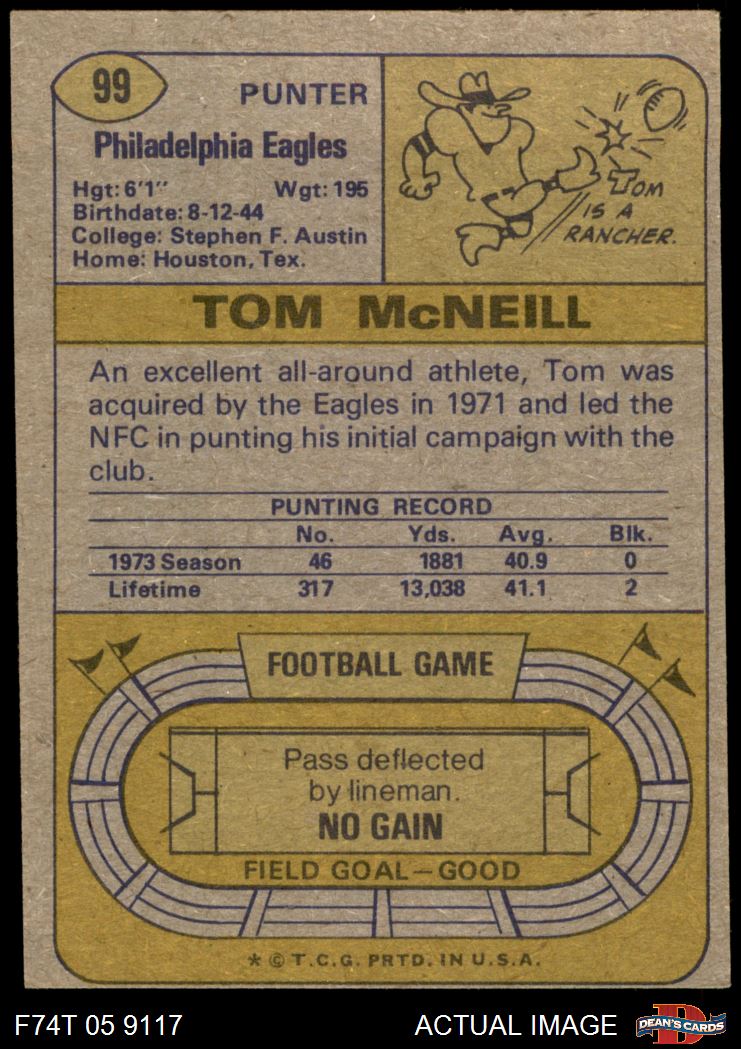 99
PUNTER
Philadelphia Eagles
Hgt: 6'1" Wgt: 195
Birthdate: 8-12-44
College: Stephen F. Austin
Home: Houston, Tex.
TOM
IS A
RANCHER.
TOM McNEILL
An excellent all-around athlete, Tom was
acquired by the Eagles in 1971 and led the
NFC in punting his initial campaign with the
club.
PUNTING RECORD
No. Yds. Avg. Blk.
1973 Season 46 1881 40.9 0
Lifetime 317 13,038 41.1 2
FOOTBALL GAME
Pass deflected
by lineman.
NO GAIN
FIELD GOAL—GOOD
* © T.C.G. PRTD. IN U.S.A.
F74T 05 9117 ACTUAL IMAGE
DEAN'S CARDS